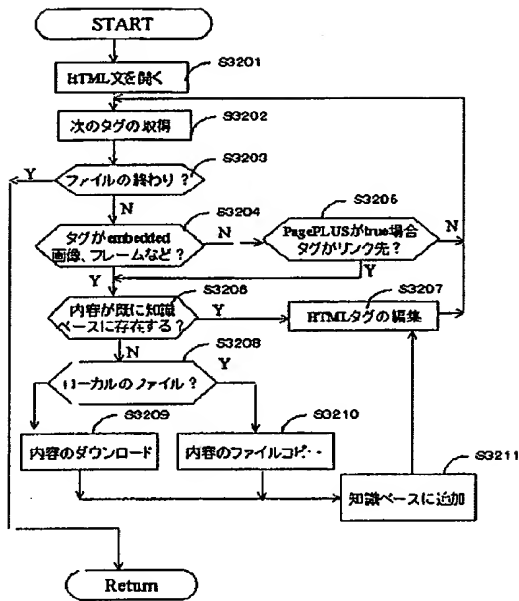 START
S3201
HTML文を開く
S3202
次のタグの取得
S3203
Y
ファイルの終わり？
N
S3204
タグがembedded
画像、フレームなど？
N
S3205
PagePLUSがtrue場合
タグがリンク先？
N
Y
Y
S3206
内容が既に知識
ベースに存在する？
Y
S3207
HTMLタグの編集
N
S3208
ローカルのファイル？
Y
S3209
内容のダウンロード
S3210
内容のファイルコピー
S3211
知識ベースに追加
Return